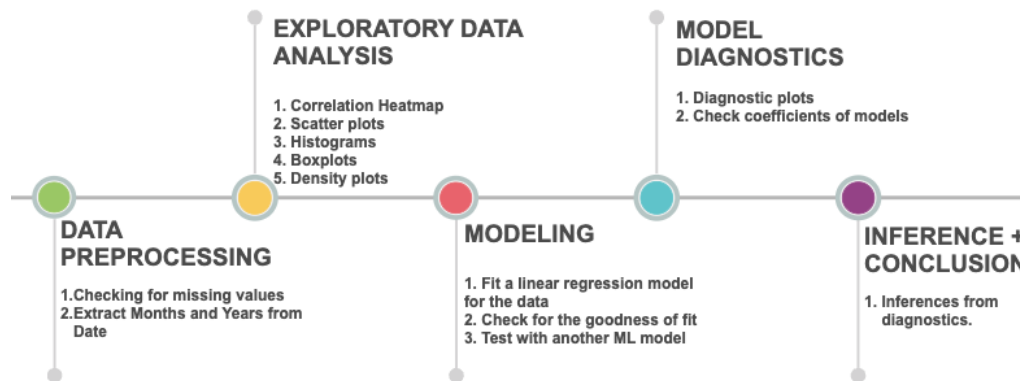 EXPLORATORY DATA
ANALYSIS
1. Correlation Heatmap
2. Scatter plots
3. Histograms
4. Boxplots
5. Density plots
MODEL
DIAGNOSTICS
1. Diagnostic plots
2. Check coefficients of models
DATA
PREPROCESSING
1.Checking for missing values
2.Extract Months and Years from
Date
MODELING
1. Fit a linear regression model
for the data
2. Check for the goodness of fit
3. Test with another ML model
INFERENCE +
CONCLUSION
1. Inferences from
diagnostics.